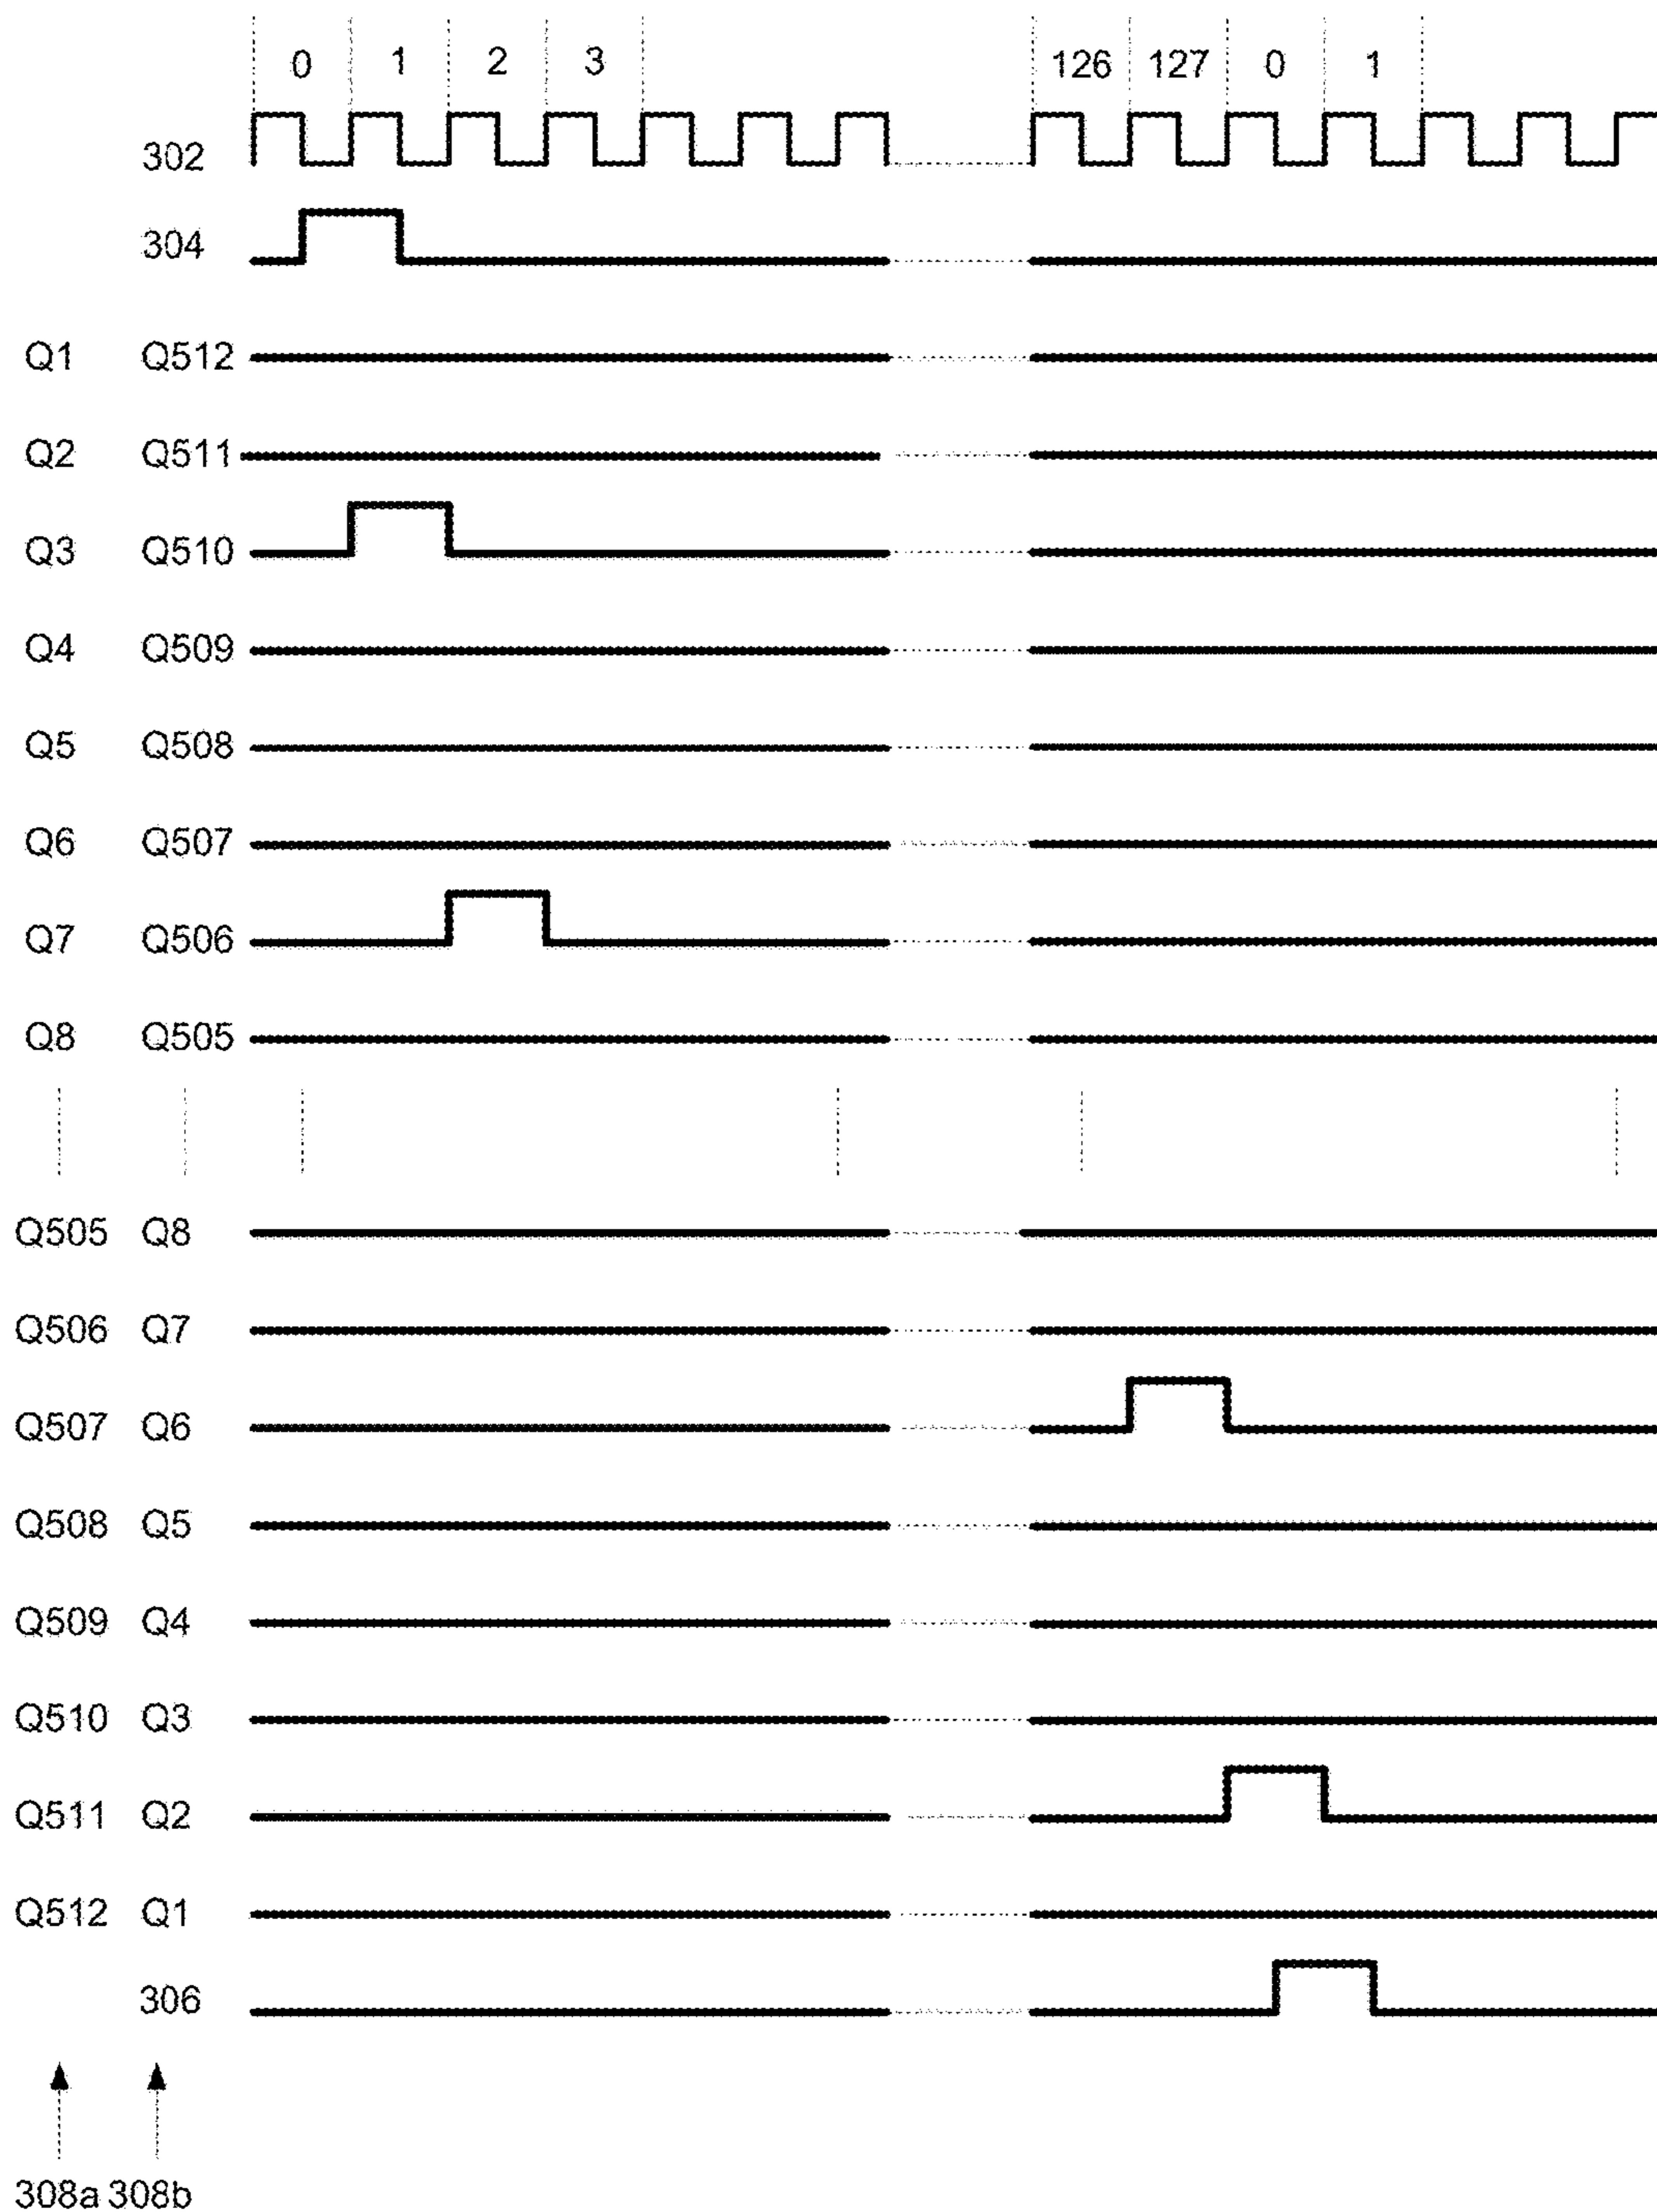 0 1 2 3 126 127 0 1
302
304
Q1 Q512
Q2 Q511
Q3 Q510
Q4 Q509
Q5 Q508
Q6 Q507
Q7 Q506
Q8 Q505
Q505 Q8
Q506 Q7
Q507 Q6
Q508 Q5
Q509 Q4
Q510 Q3
Q511 Q2
Q512 Q1
306
308a 308b